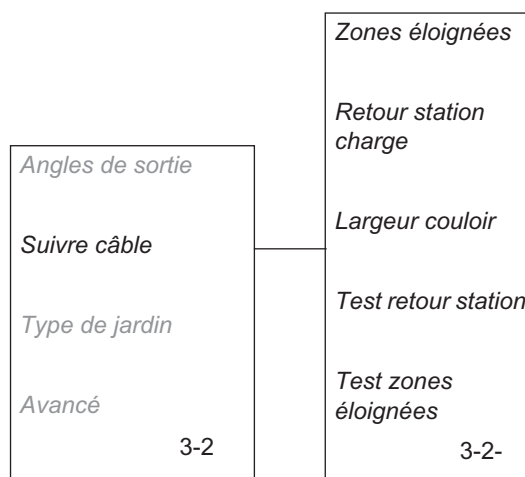 Angles de sortie
Suivre câble
Type de jardin
Avancé
3-2
Zones éloignées
Retour station
charge
Largeur couloir
Test retour station
Test zones
éloignées
3-2-